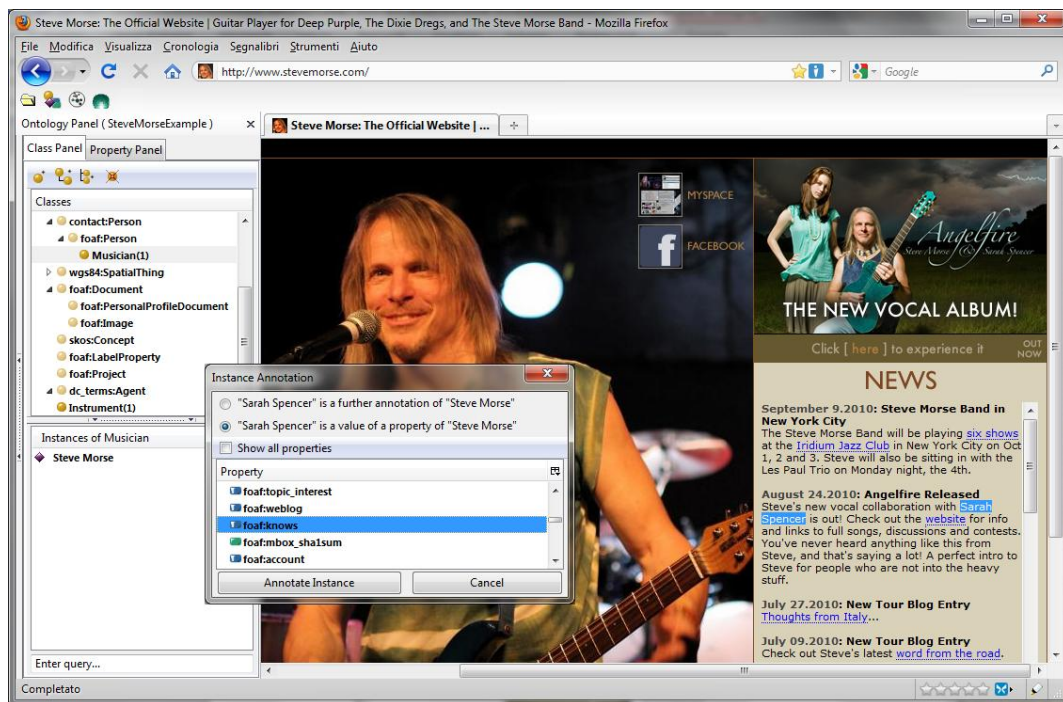 Steve Morse: The Official Website | Guitar Player for Deep Purple, The Dixie Dregs, and The Steve Morse Band - Mozilla Firefox
File Modifica Visualizza Cronologia Segnalibri Strumenti Aiuto
http://www.stevemorse.com/
Google
Ontology Panel ( SteveMorseExample )
Steve Morse: The Official Website | ...
Class Panel Property Panel
Classes
contact:Person
foaf:Person
Musician(1)
wgs84:SpatialThing
foaf:Document
foaf:PersonalProfileDocument
foaf:Image
skos:Concept
foaf:LabelProperty
foaf:Project
dc_terms:Agent
Instrument(1)
Instances of Musician
Steve Morse
Enter query...
Completato
Instance Annotation
"Sarah Spencer" is a further annotation of "Steve Morse"
"Sarah Spencer" is a value of a property of "Steve Morse"
Show all properties
Property
foaf:topic_interest
foaf:weblog
foaf:knows
foaf:mbox_sha1sum
foaf:account
Annotate Instance Cancel
MYSPACE
FACEBOOK
Angelfire
Steve Morse & Sarah Spencer
THE NEW VOCAL ALBUM!
Click [ here ] to experience it
OUT
NOW
NEWS
September 9.2010: Steve Morse Band in
New York City
The Steve Morse Band will be playing six shows
at the Iridium Jazz Club in New York City on Oct
1, 2 and 3. Steve will also be sitting in with the
Les Paul Trio on Monday night, the 4th.
August 24.2010: Angelfire Released
Steve's new vocal collaboration with Sarah
Spencer is out! Check out the website for info
and links to full songs, discussions and contests.
You've never heard anything like this from
Steve, and that's saying a lot! A perfect intro to
Steve for people who are not into the heavy
stuff.
July 27.2010: New Tour Blog Entry
Thoughts from Italy...
July 09.2010: New Tour Blog Entry
Check out Steve's latest word from the road.